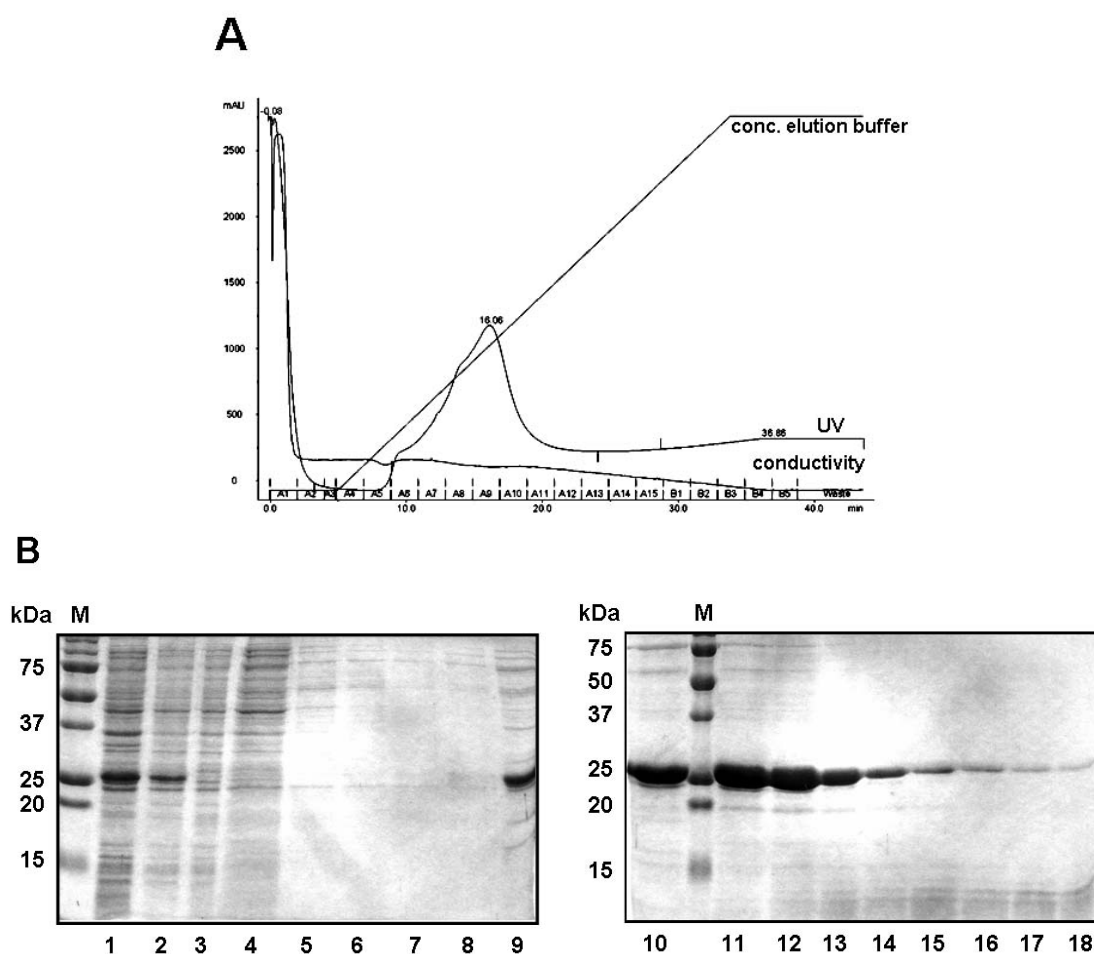 A
mAU
-0.08
2500
2000
1500
1000
500
0
conc. elution buffer
16.06
36.86
UV
conductivity
A1 A2 A3 A4 A5 A6 A7 A8 A9 A10 A11 A12 A13 A14 A15 B1 B2 B3 B4 B5 Waste
0.0 10.0 20.0 30.0 40.0 min
B
kDa M
75
37
25
20
15
1 2 3 4 5 6 7 8 9
kDa M
75
50
37
25
20
15
10 11 12 13 14 15 16 17 18